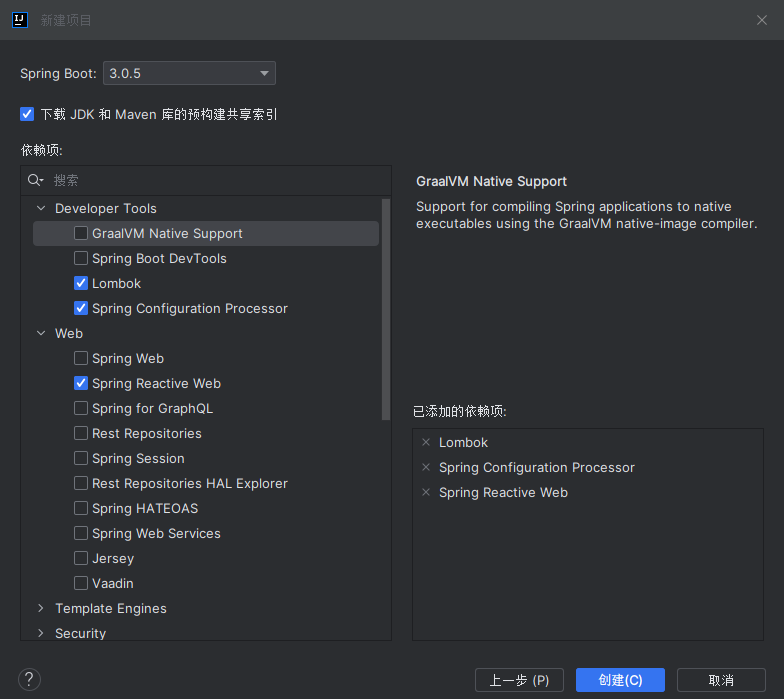 新建项目
Spring Boot: 3.0.5
下载 JDK 和 Maven 库的预构建共享索引
依赖项:
搜索
Developer Tools
GraalVM Native Support
Spring Boot DevTools
Lombok
Spring Configuration Processor
Web
Spring Web
Spring Reactive Web
Spring for GraphQL
Rest Repositories
Spring Session
Rest Repositories HAL Explorer
Spring HATEOAS
Spring Web Services
Jersey
Vaadin
Template Engines
Security
GraalVM Native Support
Support for compiling Spring applications to native
executables using the GraalVM native-image compiler.
已添加的依赖项:
Lombok
Spring Configuration Processor
Spring Reactive Web
?
上一步 (P)
创建(C)
取消